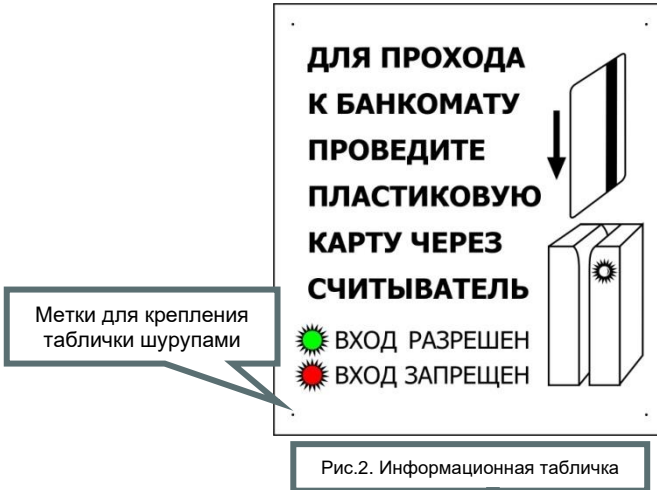 ДЛЯ ПРОХОДА
К БАНКОМАТУ
ПРОВЕДИТЕ
ПЛАСТИКОВУЮ
КАРТУ ЧЕРЕЗ
СЧИТЫВАТЕЛЬ
ВХОД РАЗРЕШЕН
ВХОД ЗАПРЕЩЕН
Метки для крепления
таблички шурупами
Рис.2. Информационная табличка